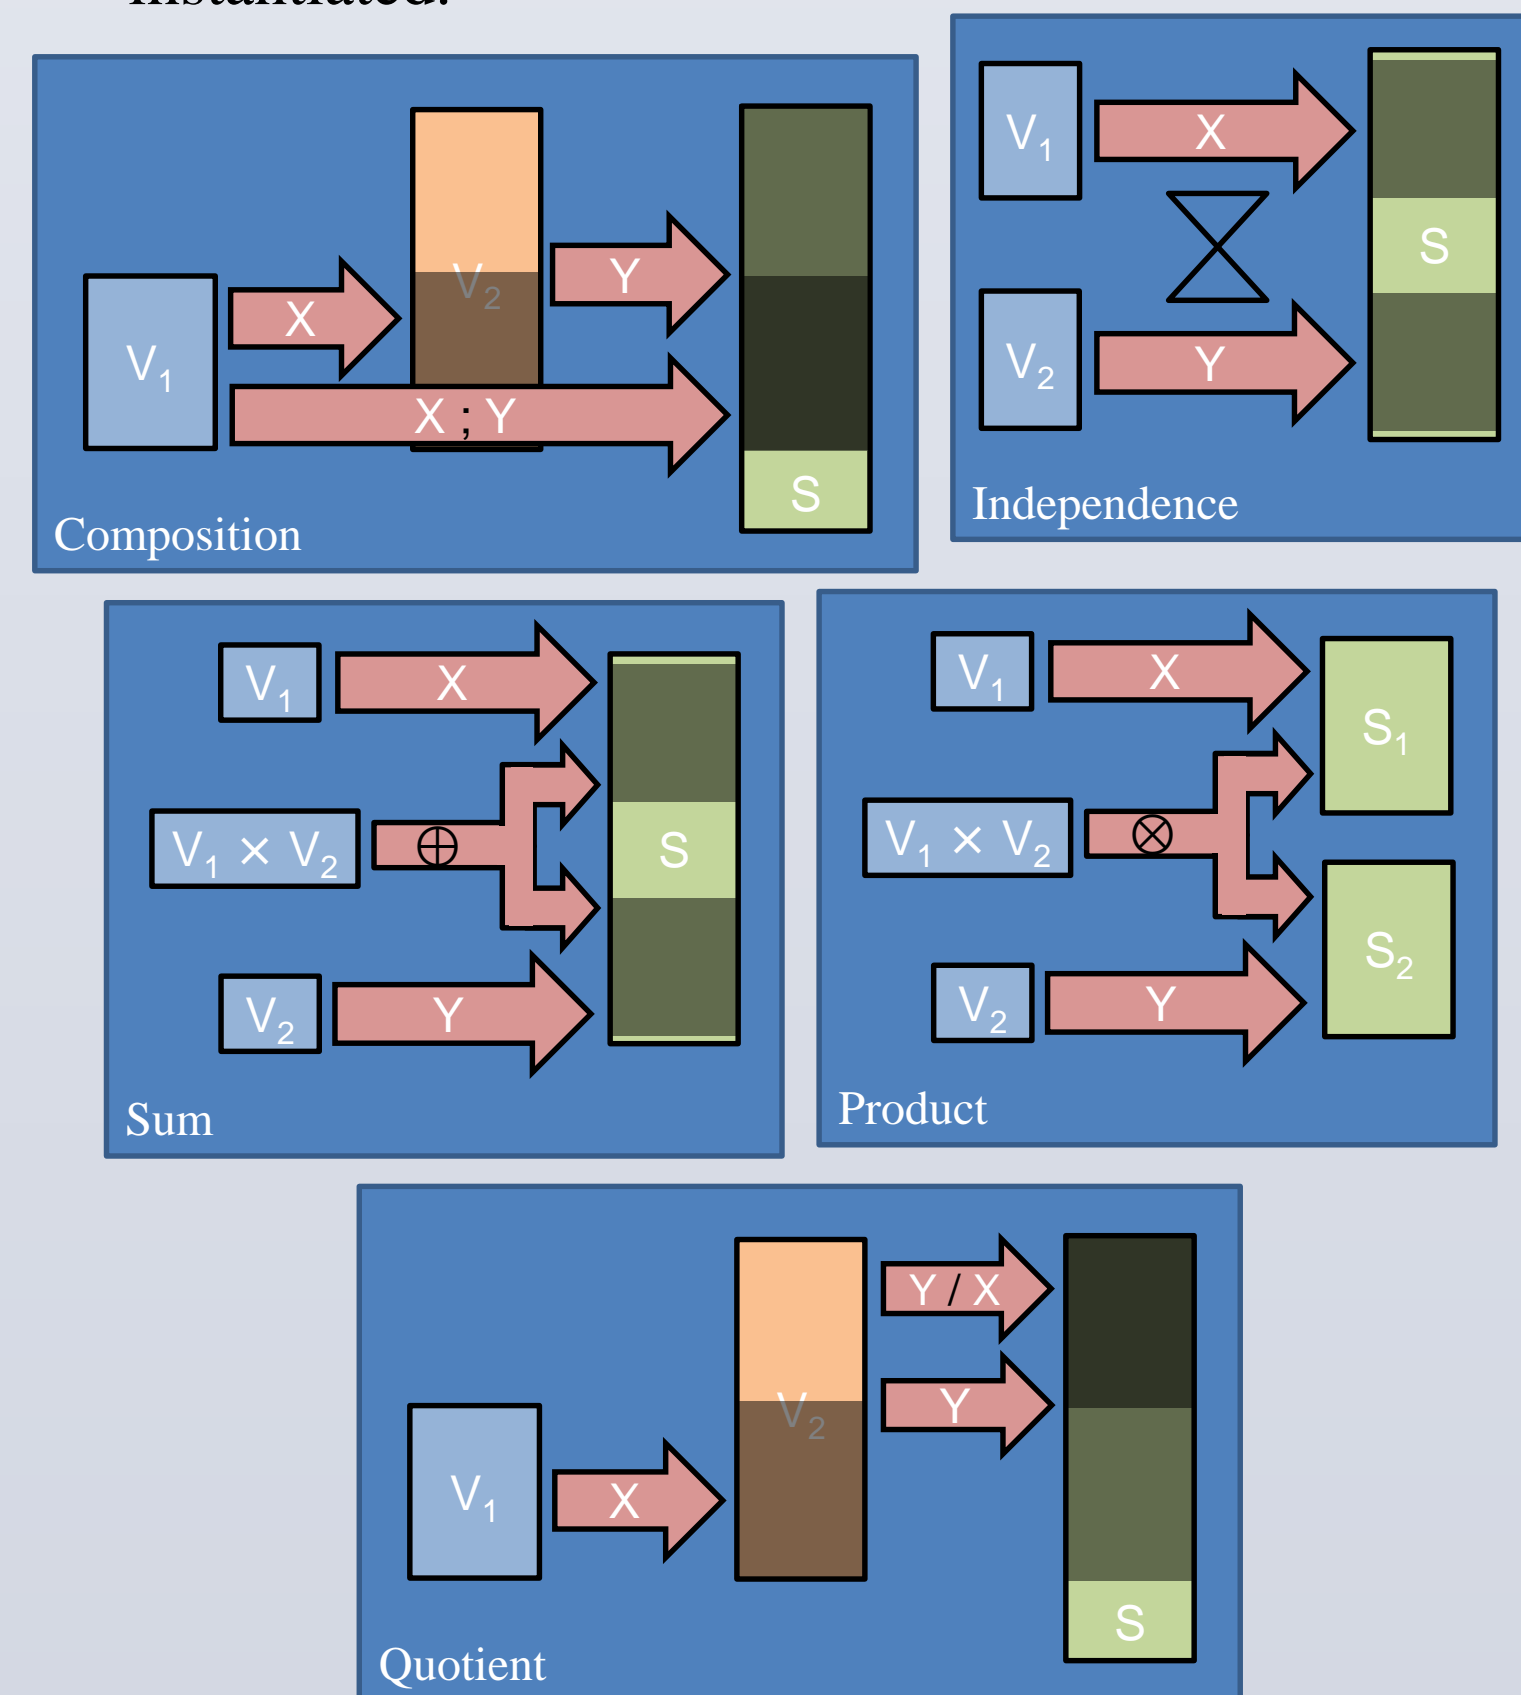 instantiated.
V₂
X
Y
V₁
X ; Y
S
Composition
V₁
X
S
V₂
Y
Independence
V₁
X
V₁ × V₂
⊕
S
V₂
Y
Sum
V₁
X
S₁
V₁ × V₂
⊗
S₂
V₂
Y
Product
Y / X
V₂
Y
V₁
X
S
Quotient